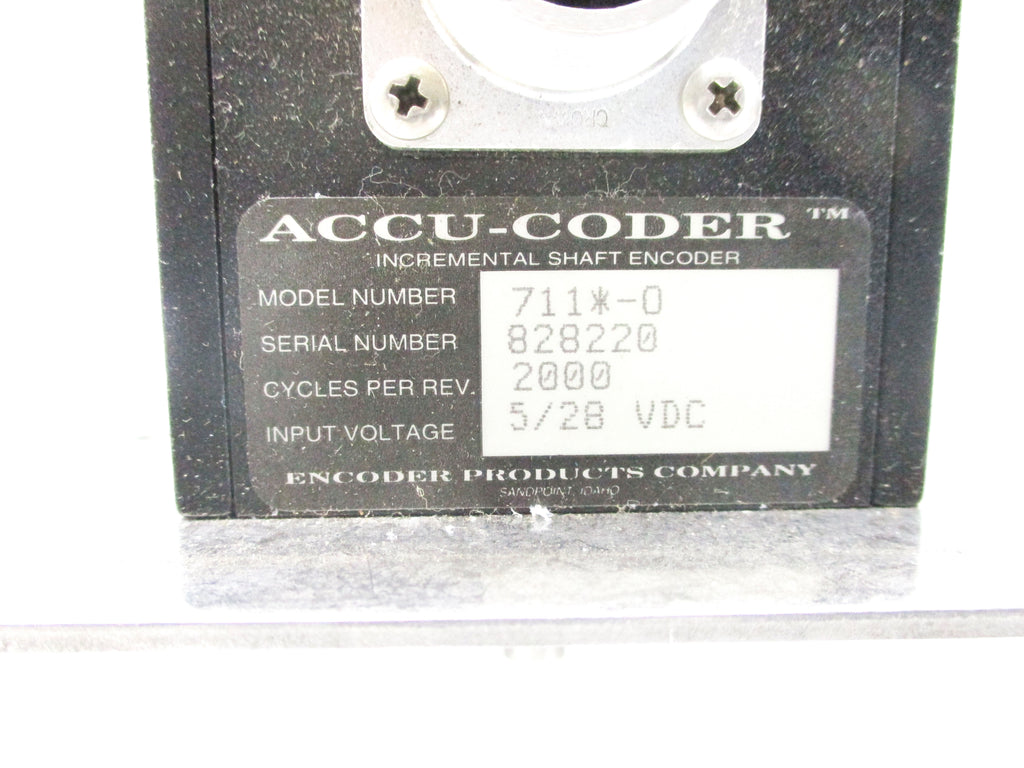 ACCU-CODER™
INCREMENTAL SHAFT ENCODER
MODEL NUMBER 711*-0
SERIAL NUMBER 828220
CYCLES PER REV. 2000
INPUT VOLTAGE 5/28 VDC
ENCODER PRODUCTS COMPANY
SANDPOINT, IDAHO